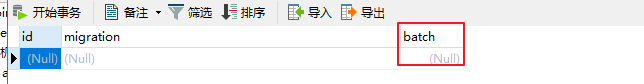 开始事务 备注 筛选 排序 导入 导出
id migration batch
(Null) (Null) (Null)